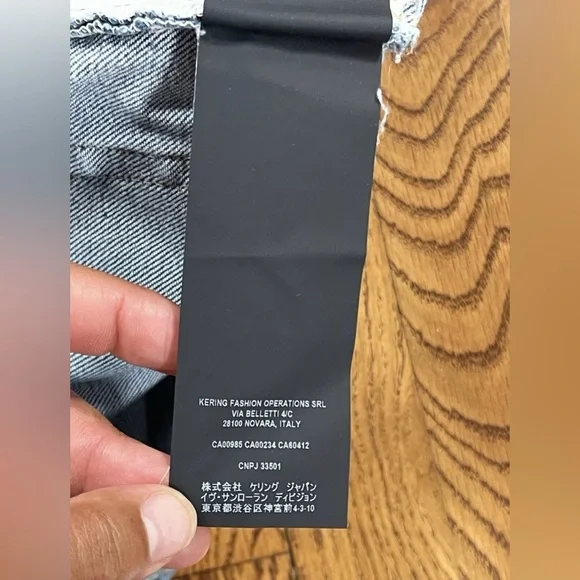 KERING FASHION OPERATIONS SRL
VIA BELLETTI 4/C
28100 NOVARA, ITALY
CA00985 CA00234 CA60412
CNPJ 33501
株式会社 ケリング ジャパン
イヴ・サンローラン ディビジョン
東京都渋谷区神宮前4-3-10